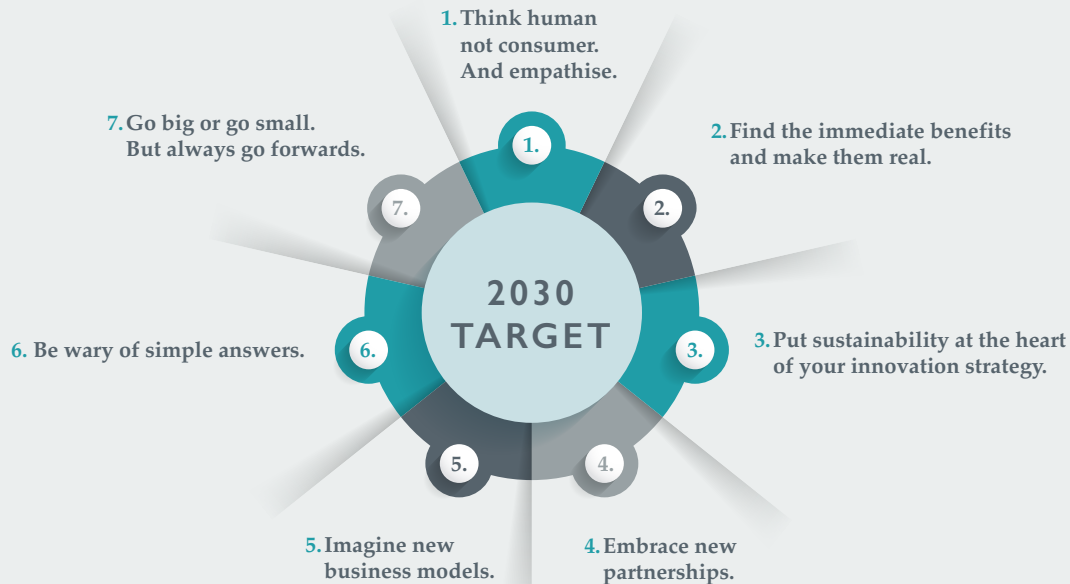 1. Think human
not consumer.
And empathise.
2. Find the immediate benefits
and make them real.
3. Put sustainability at the heart
of your innovation strategy.
4. Embrace new
partnerships.
5. Imagine new
business models.
6. Be wary of simple answers.
7. Go big or go small.
But always go forwards.
1.
2.
3.
4.
5.
6.
7.
2030
TARGET